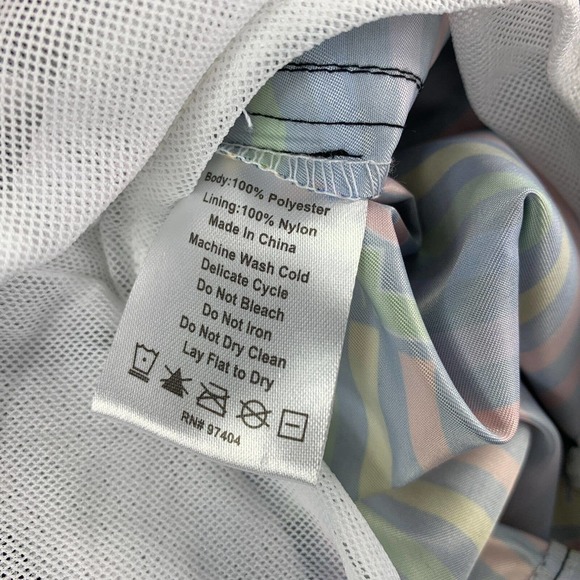 Body:100% Polyester
Lining:100% Nylon
Made In China
Machine Wash Cold
Delicate Cycle
Do Not Bleach
Do Not Iron
Do Not Dry Clean
Lay Flat to Dry
RN# 97404